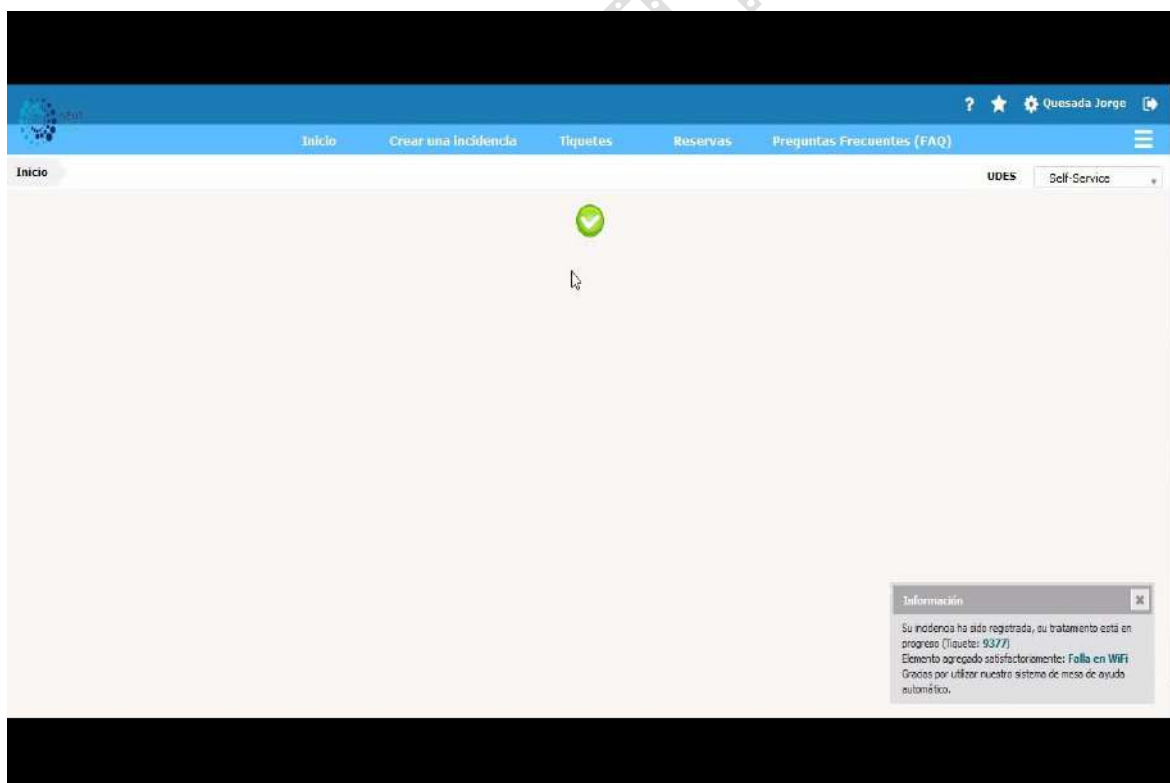 ? Quesada Jorge
Inicio Crear una incidencia Tiquetes Reservas Preguntas Frecuentes (FAQ)
Inicio UDES Self-Service
Información
Su incidencia ha sido registrada, su tratamiento está en
progreso (Tiquete: 9377)
Elemento agregado satisfactoriamente: Falla en WiFi
Gracias por utilizar nuestro sistema de mesa de ayuda
automático.